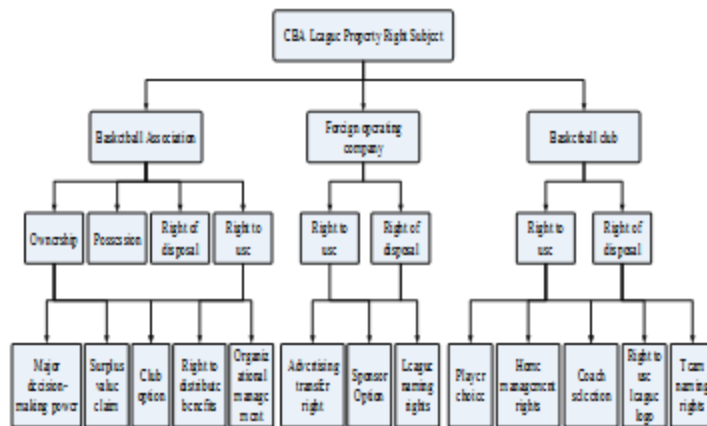 CBA League Property Right Subject
Basketball Association
Foreign operating
company
Basketball club
Ownership
Possession
Right of
disposal
Right to
use
Right to
use
Right of
disposal
Right to
use
Right of
disposal
Major
decision-
making power
Surplus
value
claim
Club
option
Right to
distribute
benefits
Organiz
ational
manage
ment
Advertising
transfer
right
Sponsor
Option
League
naming
rights
Player
choice
Home
management
rights
Coach
selection
Right to
use
league
logo
Team
naming
rights